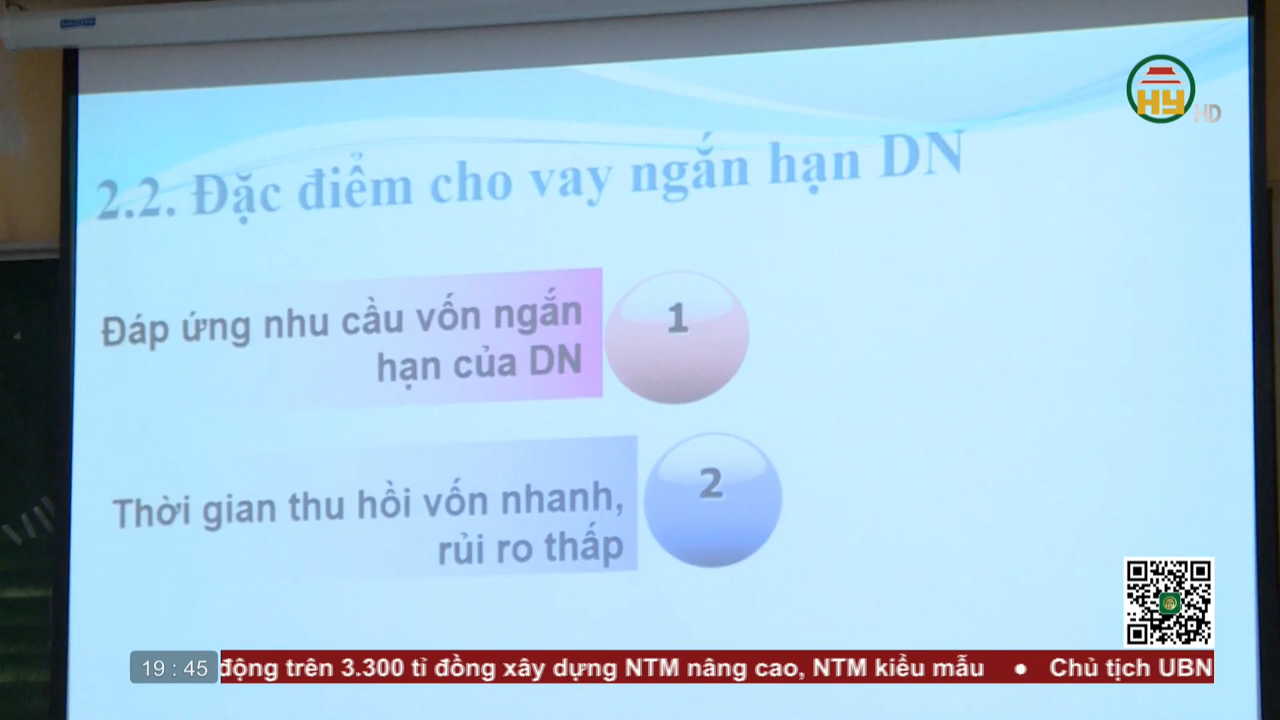 HY
HD
2.2. Đặc điểm cho vay ngắn hạn DN
Đáp ứng nhu cầu vốn ngắn
hạn của DN
1
Thời gian thu hồi vốn nhanh,
rủi ro thấp
2
19 : 45
động trên 3.300 tỉ đồng xây dựng NTM nâng cao, NTM kiểu mẫu ● Chủ tịch UBN